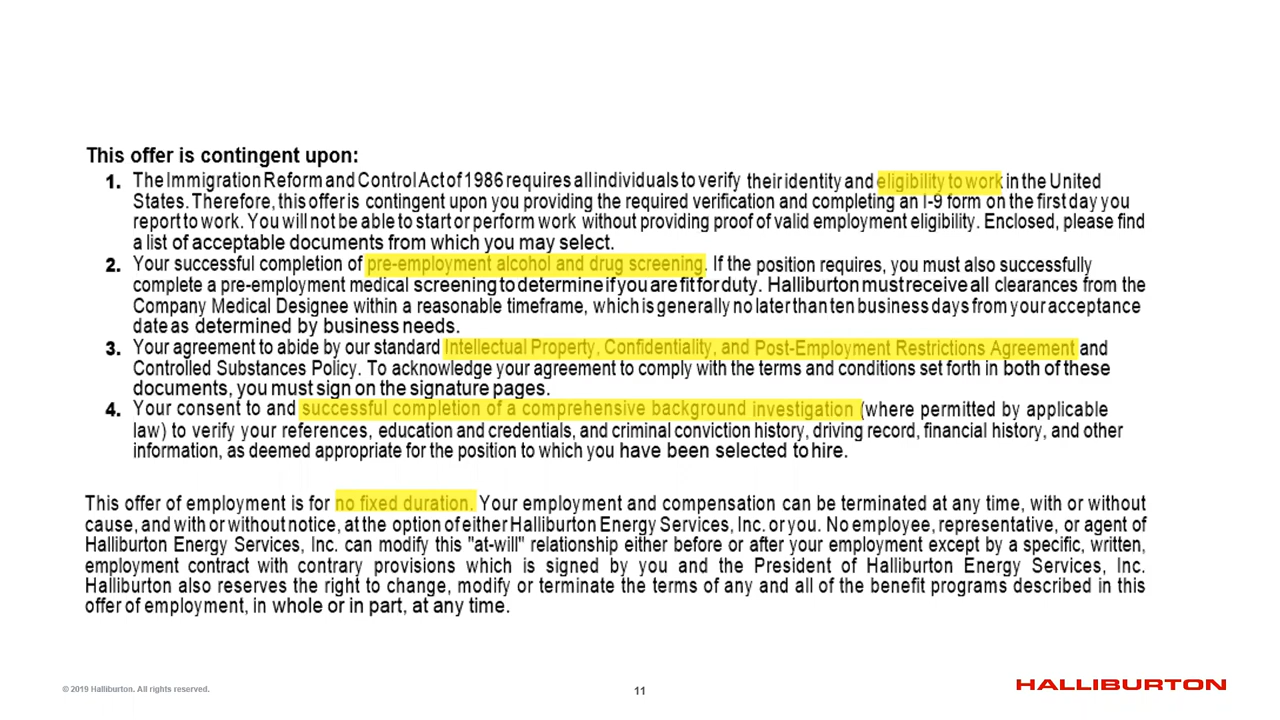 This offer is contingent upon:
1. The Immigration Reform and Control Act of 1986 requires all individuals to verify their identity and eligibility to work in the United
States. Therefore, this offer is contingent upon you providing the required verification and completing an I-9 form on the first day you
report to work. You will not be able to start or perform work without providing proof of valid employment eligibility. Enclosed, please find
a list of acceptable documents from which you may select.
2. Your successful completion of pre-employment alcohol and drug screening. If the position requires, you must also successfully
complete a pre-employment medical screening to determine if you are fit for duty. Halliburton must receive all clearances from the
Company Medical Designee within a reasonable timeframe, which is generally no later than ten business days from your acceptance
date as determined by business needs.
3. Your agreement to abide by our standard Intellectual Property, Confidentiality, and Post-Employment Restrictions Agreement and
Controlled Substances Policy. To acknowledge your agreement to comply with the terms and conditions set forth in both of these
documents, you must sign on the signature pages.
4. Your consent to and successful completion of a comprehensive background investigation (where permitted by applicable
law) to verify your references, education and credentials, and criminal conviction history, driving record, financial history, and other
information, as deemed appropriate for the position to which you have been selected to hire.
This offer of employment is for no fixed duration. Your employment and compensation can be terminated at any time, with or without
cause, and with or without notice, at the option of either Halliburton Energy Services, Inc. or you. No employee, representative, or agent of
Halliburton Energy Services, Inc. can modify this "at-will" relationship either before or after your employment except by a specific, written,
employment contract with contrary provisions which is signed by you and the President of Halliburton Energy Services, Inc.
Halliburton also reserves the right to change, modify or terminate the terms of any and all of the benefit programs described in this
offer of employment, in whole or in part, at any time.
© 2019 Halliburton. All rights reserved.
11
HALLIBURTON